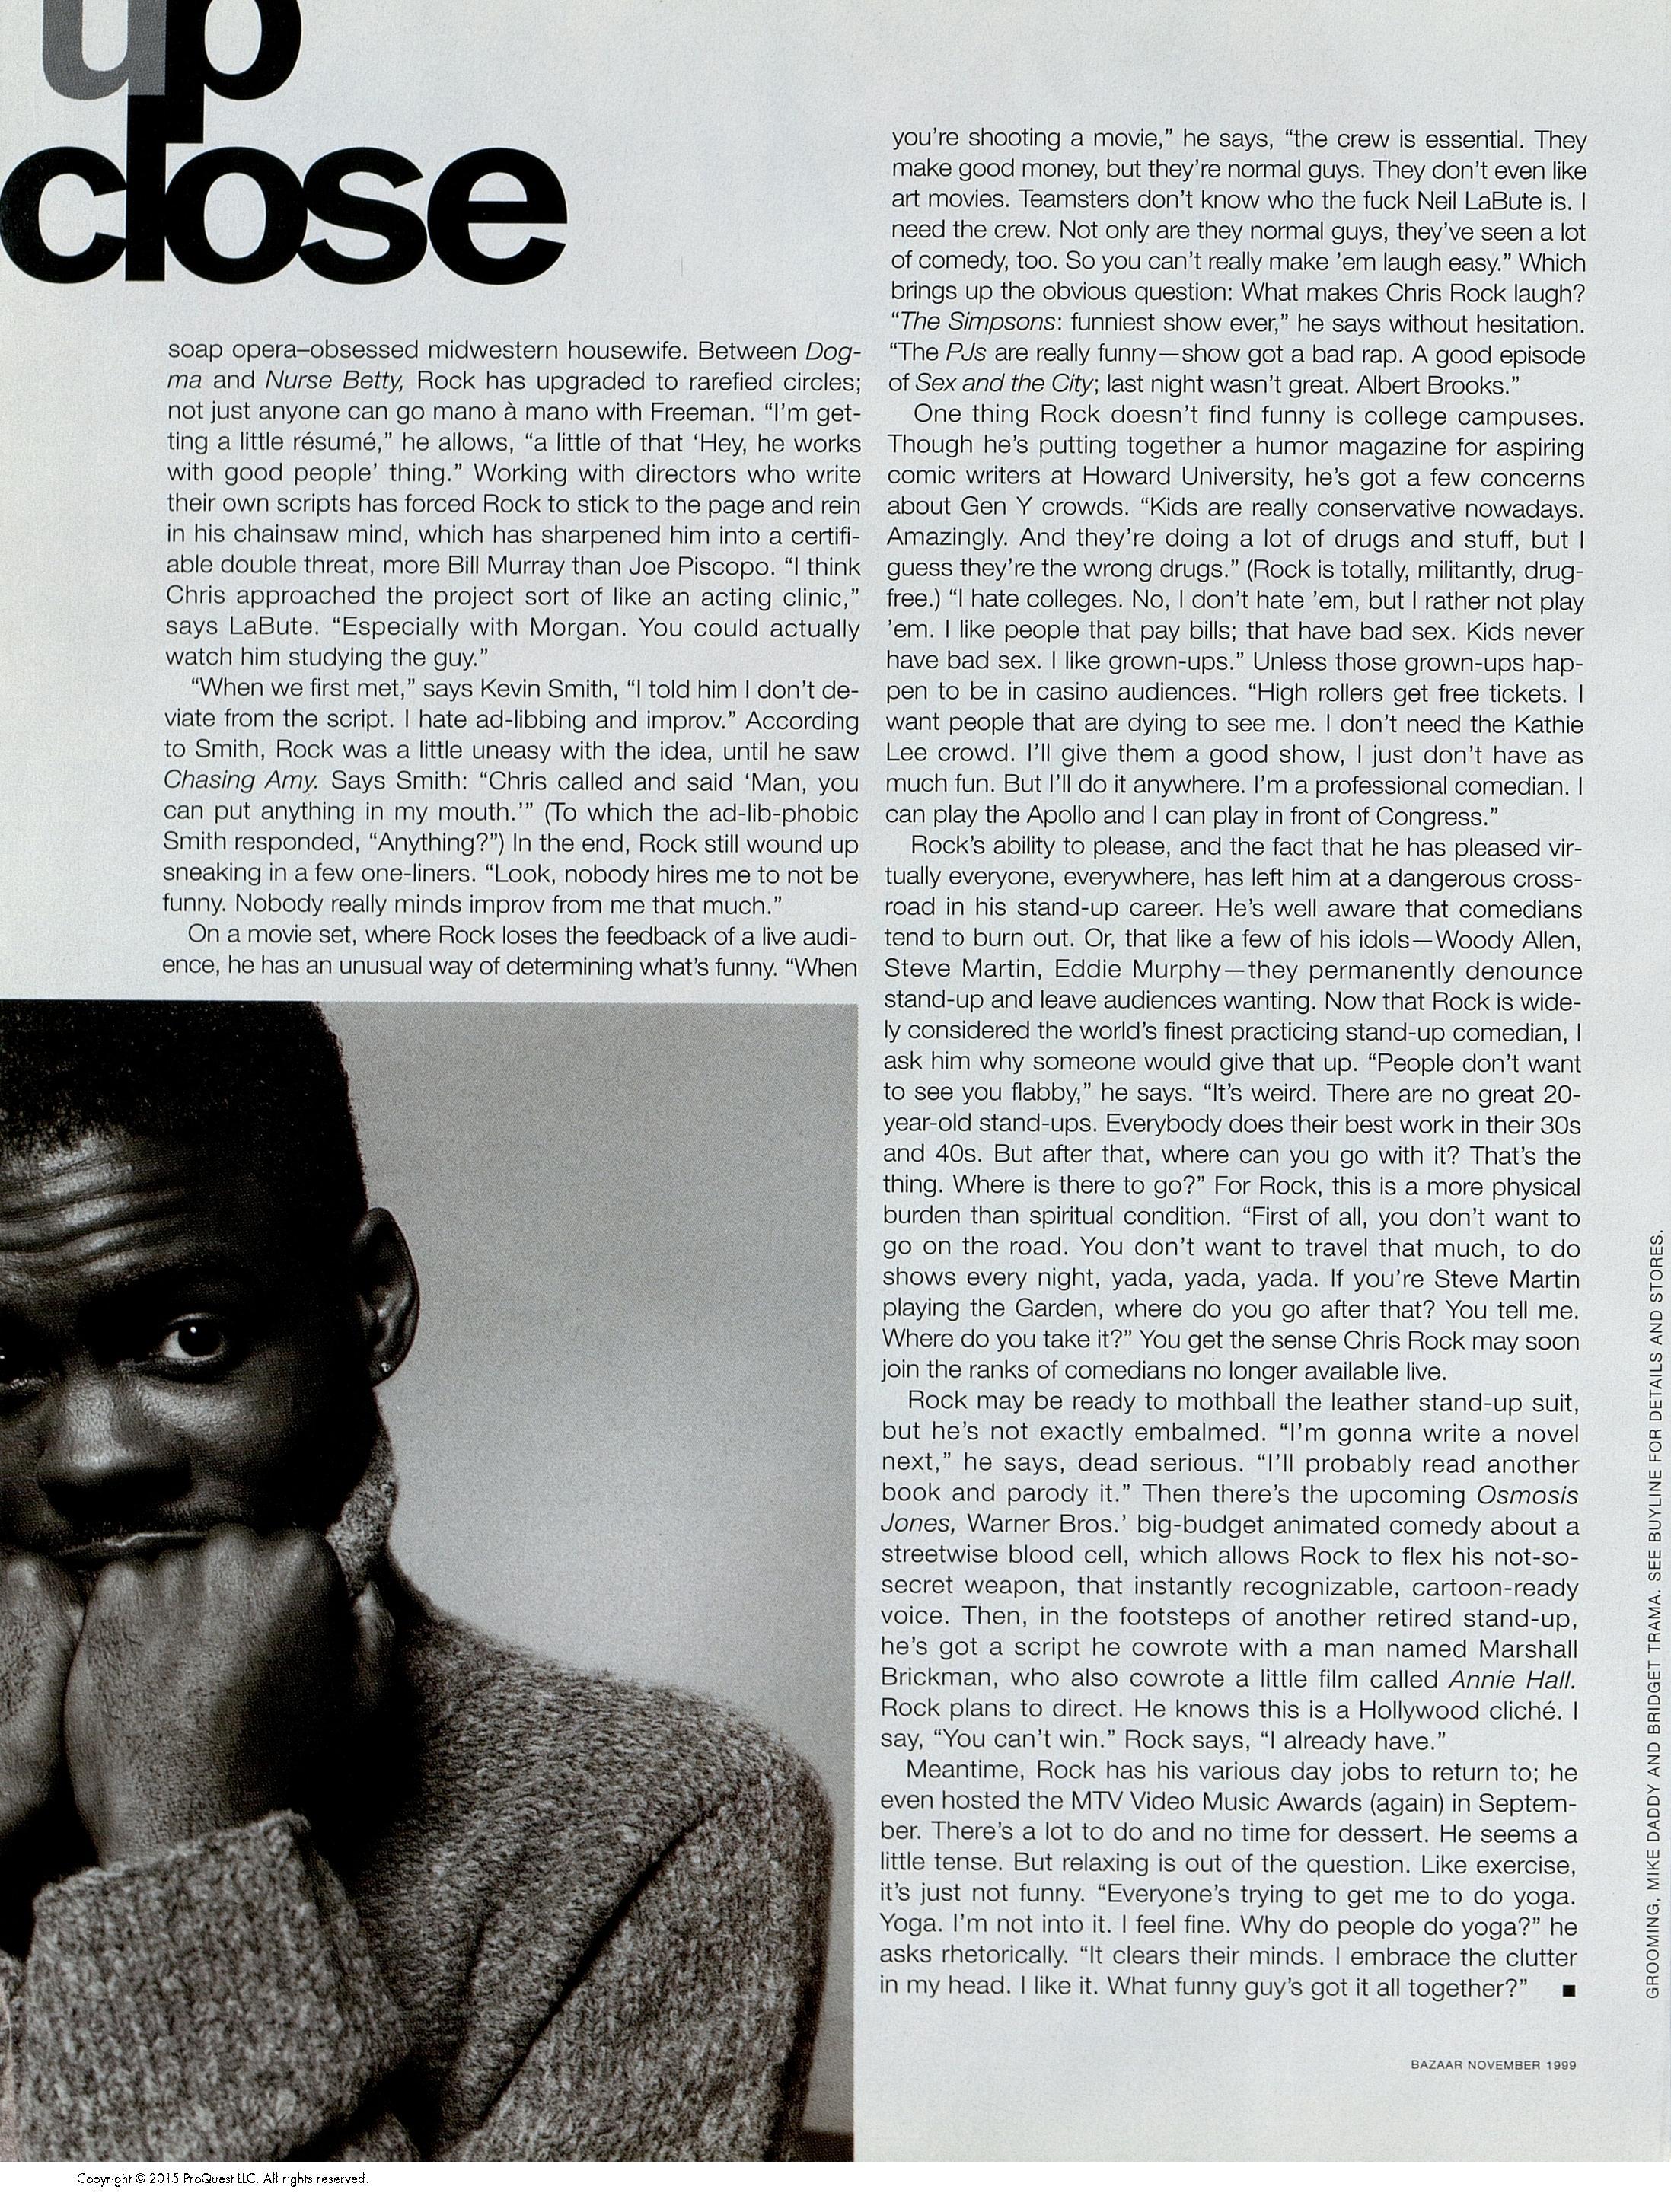 up
close
soap opera–obsessed midwestern housewife. Between Dog-
ma and Nurse Betty, Rock has upgraded to rarefied circles;
not just anyone can go mano à mano with Freeman. “I’m get-
ting a little résumé,” he allows, “a little of that ‘Hey, he works
with good people’ thing.” Working with directors who write
their own scripts has forced Rock to stick to the page and rein
in his chainsaw mind, which has sharpened him into a certifi-
able double threat, more Bill Murray than Joe Piscopo. “I think
Chris approached the project sort of like an acting clinic,”
says LaBute. “Especially with Morgan. You could actually
watch him studying the guy.”
“When we first met,” says Kevin Smith, “I told him I don’t de-
viate from the script. I hate ad-libbing and improv.” According
to Smith, Rock was a little uneasy with the idea, until he saw
Chasing Amy. Says Smith: “Chris called and said ‘Man, you
can put anything in my mouth.’” (To which the ad-lib-phobic
Smith responded, “Anything?”) In the end, Rock still wound up
sneaking in a few one-liners. “Look, nobody hires me to not be
funny. Nobody really minds improv from me that much.”
On a movie set, where Rock loses the feedback of a live audi-
ence, he has an unusual way of determining what’s funny. “When
you’re shooting a movie,” he says, “the crew is essential. They
make good money, but they’re normal guys. They don’t even like
art movies. Teamsters don’t know who the fuck Neil LaBute is. I
need the crew. Not only are they normal guys, they’ve seen a lot
of comedy, too. So you can’t really make ’em laugh easy.” Which
brings up the obvious question: What makes Chris Rock laugh?
“The Simpsons: funniest show ever,” he says without hesitation.
“The PJs are really funny—show got a bad rap. A good episode
of Sex and the City; last night wasn’t great. Albert Brooks.”
One thing Rock doesn’t find funny is college campuses.
Though he’s putting together a humor magazine for aspiring
comic writers at Howard University, he’s got a few concerns
about Gen Y crowds. “Kids are really conservative nowadays.
Amazingly. And they’re doing a lot of drugs and stuff, but I
guess they’re the wrong drugs.” (Rock is totally, militantly, drug-
free.) “I hate colleges. No, I don’t hate ’em, but I rather not play
’em. I like people that pay bills; that have bad sex. Kids never
have bad sex. I like grown-ups.” Unless those grown-ups hap-
pen to be in casino audiences. “High rollers get free tickets. I
want people that are dying to see me. I don’t need the Kathie
Lee crowd. I’ll give them a good show, I just don’t have as
much fun. But I’ll do it anywhere. I’m a professional comedian. I
can play the Apollo and I can play in front of Congress.”
Rock’s ability to please, and the fact that he has pleased vir-
tually everyone, everywhere, has left him at a dangerous cross-
road in his stand-up career. He’s well aware that comedians
tend to burn out. Or, that like a few of his idols—Woody Allen,
Steve Martin, Eddie Murphy—they permanently denounce
stand-up and leave audiences wanting. Now that Rock is wide-
ly considered the world’s finest practicing stand-up comedian, I
ask him why someone would give that up. “People don’t want
to see you flabby,” he says. “It’s weird. There are no great 20-
year-old stand-ups. Everybody does their best work in their 30s
and 40s. But after that, where can you go with it? That’s the
thing. Where is there to go?” For Rock, this is a more physical
burden than spiritual condition. “First of all, you don’t want to
go on the road. You don’t want to travel that much, to do
shows every night, yada, yada, yada. If you’re Steve Martin
playing the Garden, where do you go after that? You tell me.
Where do you take it?” You get the sense Chris Rock may soon
join the ranks of comedians no longer available live.
Rock may be ready to mothball the leather stand-up suit,
but he’s not exactly embalmed. “I’m gonna write a novel
next,” he says, dead serious. “I’ll probably read another
book and parody it.” Then there’s the upcoming Osmosis
Jones, Warner Bros.’ big-budget animated comedy about a
streetwise blood cell, which allows Rock to flex his not-so-
secret weapon, that instantly recognizable, cartoon-ready
voice. Then, in the footsteps of another retired stand-up,
he’s got a script he cowrote with a man named Marshall
Brickman, who also cowrote a little film called Annie Hall.
Rock plans to direct. He knows this is a Hollywood cliché. I
say, “You can’t win.” Rock says, “I already have.”
Meantime, Rock has his various day jobs to return to; he
even hosted the MTV Video Music Awards (again) in Septem-
ber. There’s a lot to do and no time for dessert. He seems a
little tense. But relaxing is out of the question. Like exercise,
it’s just not funny. “Everyone’s trying to get me to do yoga.
Yoga. I’m not into it. I feel fine. Why do people do yoga?” he
asks rhetorically. “It clears their minds. I embrace the clutter
in my head. I like it. What funny guy’s got it all together?” ■
GROOMING, MIKE DADDY AND BRIDGET TRAMA. SEE BUYLINE FOR DETAILS AND STORES.
BAZAAR NOVEMBER 1999
Copyright © 2015 ProQuest LLC. All rights reserved.